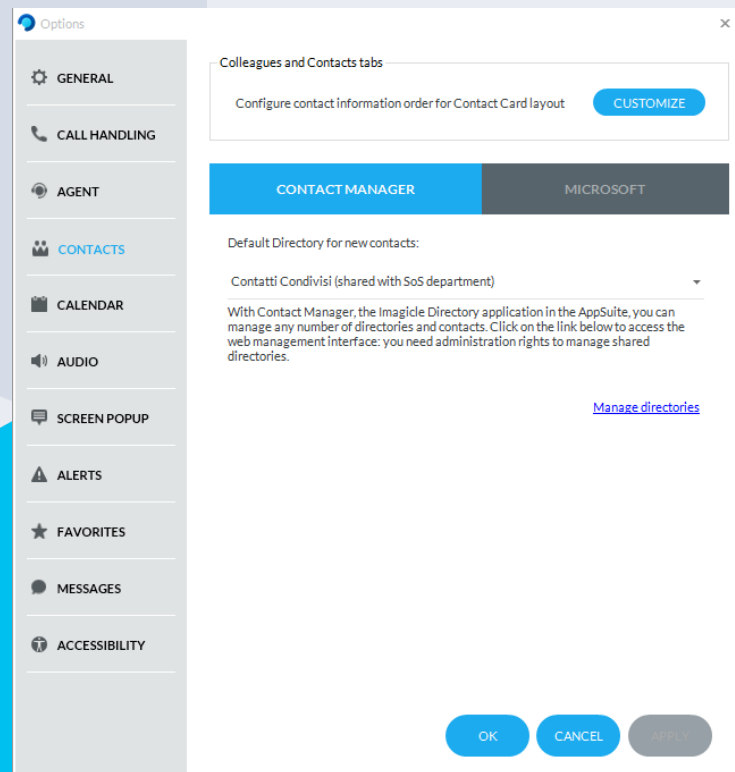 Options
GENERAL
CALL HANDLING
AGENT
CONTACTS
CALENDAR
AUDIO
SCREEN POPUP
ALERTS
FAVORITES
MESSAGES
ACCESSIBILITY
Colleagues and Contacts tabs
Configure contact information order for Contact Card layout
CUSTOMIZE
CONTACT MANAGER
MICROSOFT
Default Directory for new contacts:
Contatti Condivisi (shared with SoS department)
With Contact Manager, the Imagicle Directory application in the AppSuite, you can
manage any number of directories and contacts. Click on the link below to access the
web management interface: you need administration rights to manage shared
directories.
Manage directories
OK
CANCEL
APPLY